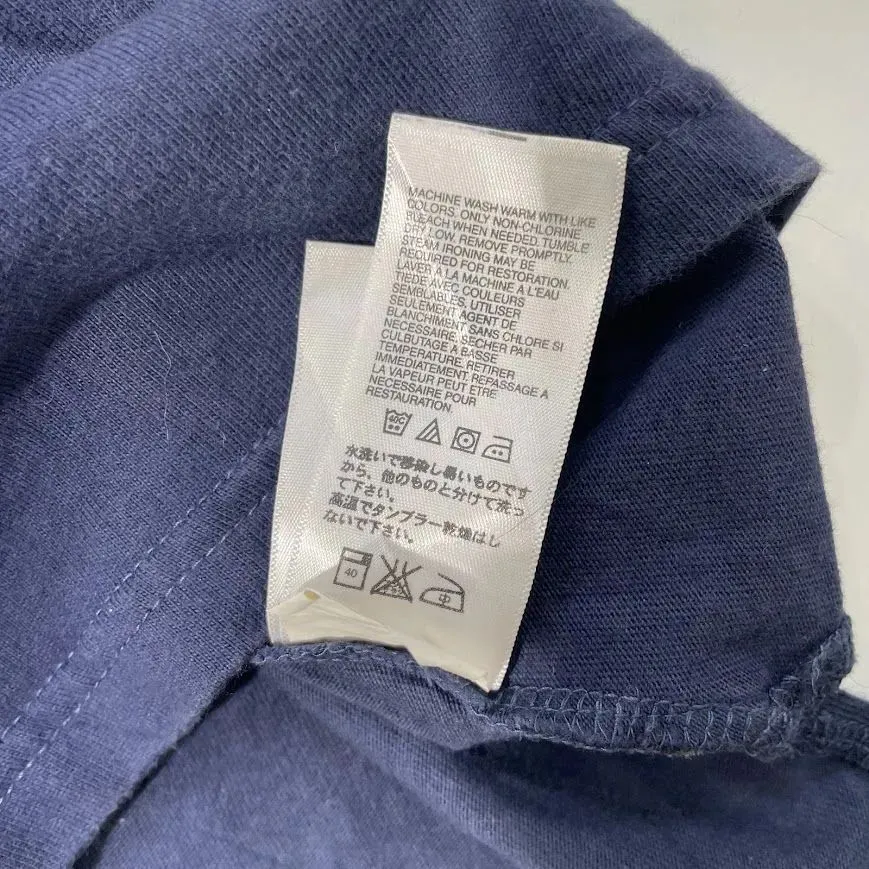 MACHINE WASH WARM WITH LIKE
COLORS. ONLY NON-CHLORINE
BLEACH WHEN NEEDED. TUMBLE
DRY LOW. REMOVE PROMPTLY.
STEAM IRONING MAY BE
REQUIRED FOR RESTORATION.
LAVER A LA MACHINE A L'EAU
TIEDE AVEC COULEURS
SEMBLABLES. UTILISER
SEULEMENT AGENT DE
BLANCHIMENT SANS CHLORE SI
NECESSAIRE. SECHER PAR
CULBUTAGE A BASSE
TEMPERATURE. RETIRER
IMMEDIATEMENT. REPASSAGE A
LA VAPEUR PEUT ETRE
NECESSAIRE POUR
RESTAURATION.
40C
水洗いで移染し易いものです
から、他のものと分けて洗っ
て下さい。
高温でタンブラー乾燥はし
ないで下さい。
40 中